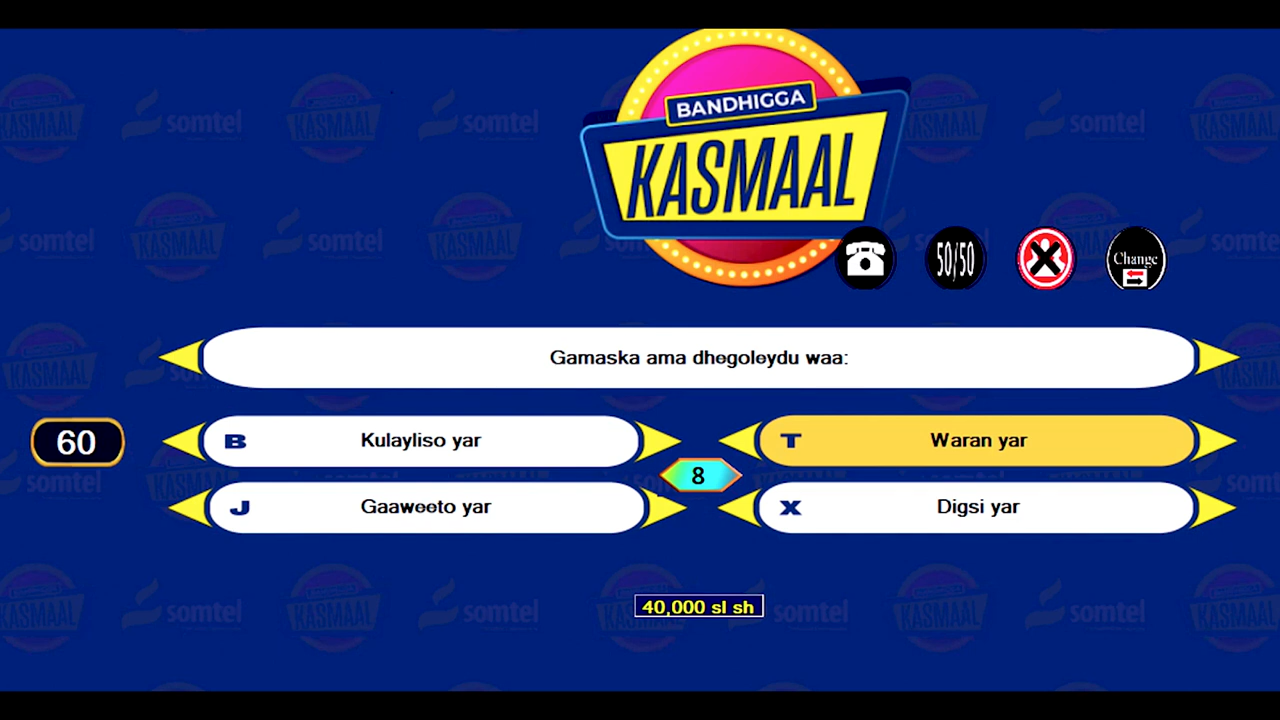 BANDHIGGA
KASMAAL
50/50
Change
Gamaska ama dhegoleydu waa:
60
B Kulayliso yar
T Waran yar
8
J Gaaweeto yar
X Digsi yar
40,000 sl sh
somtel